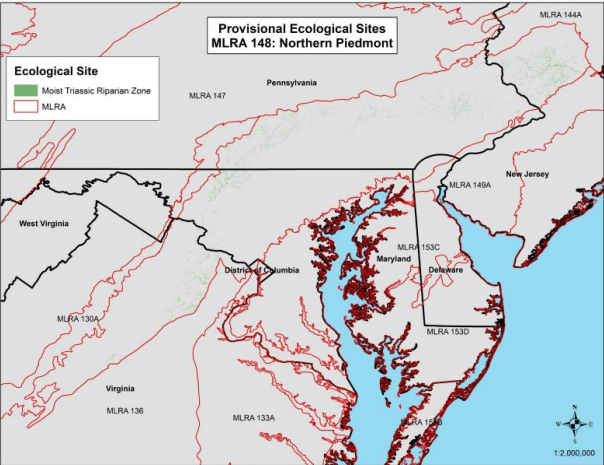 Provisional Ecological Sites
MLRA 148: Northern Piedmont
MLRA 144A
Ecological Site
Moist Triassic Riparian Zone
MLRA
Pennsylvania
MLRA 147
New Jersey
MLRA 149A
West Virginia
MLRA 153C
Maryland
District of Columbia
Delaware
MLRA 130A
MLRA 153D
Virginia
MLRA 136
MLRA 133A
N
W
E
S
1:2,000,000